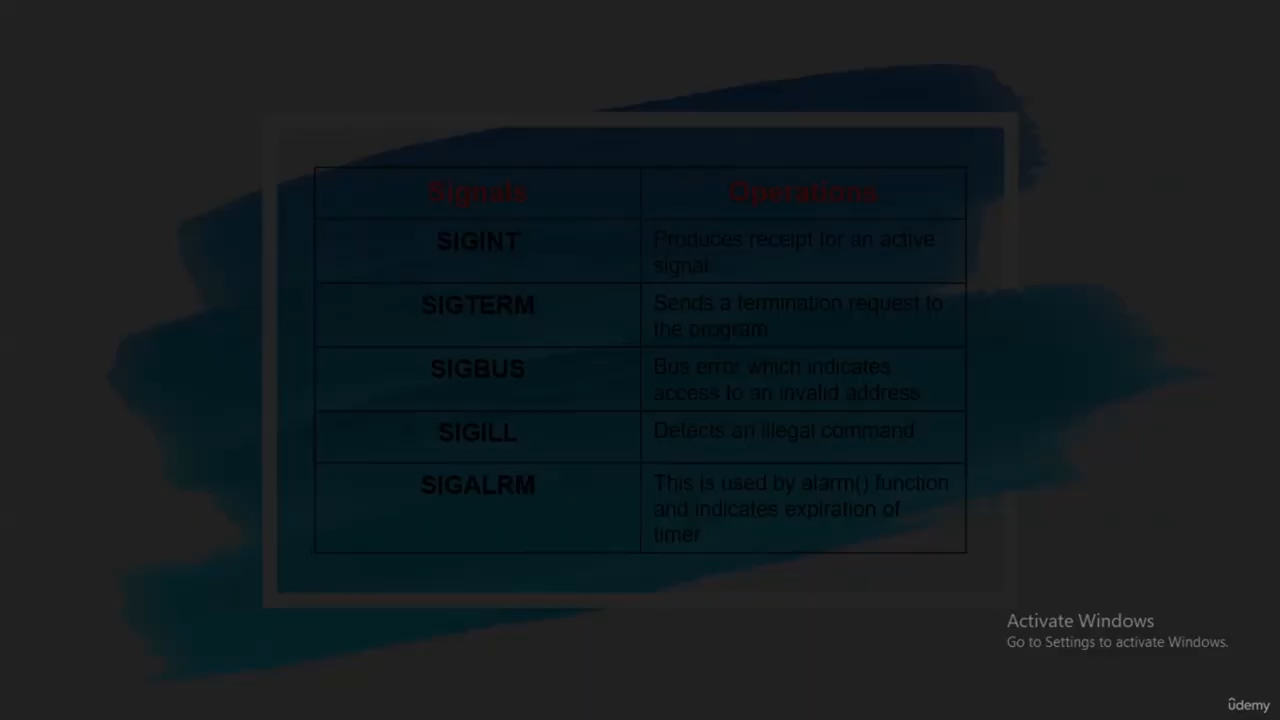 Signals
Operations
SIGINT
Produces receipt for an active
signal
SIGTERM
Sends a termination request to
the program
SIGBUS
Bus error which indicates
access to an invalid address
SIGILL
Detects an illegal command
SIGALRM
This is used by alarm() function
and indicates expiration of
timer
Activate Windows
Go to Settings to activate Windows.
ûdemy